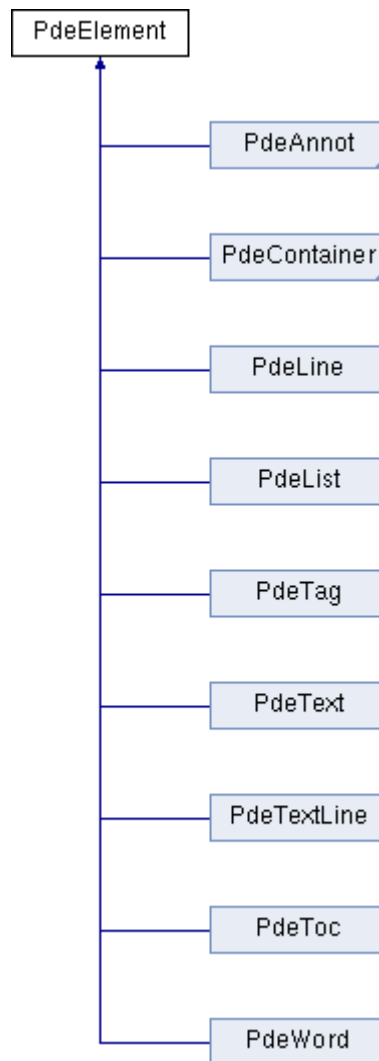 PdeElement
PdeAnnot
PdeContainer
PdeLine
PdeList
PdeTag
PdeText
PdeTextLine
PdeToc
PdeWord